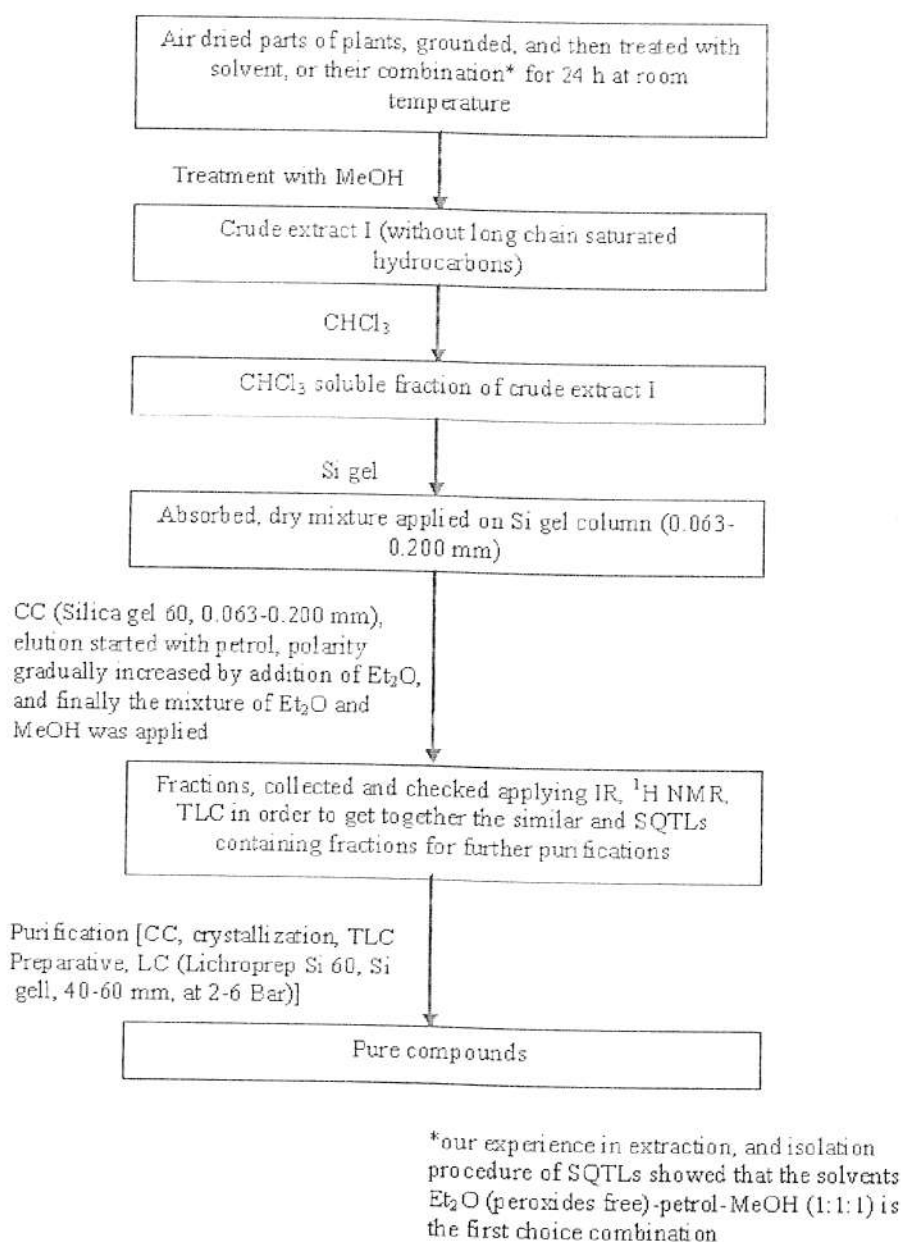 Air dried parts of plants, grounded, and then treated with
solvent, or their combination* for 24 h at room
temperature
Treatment with MeOH
Crude extract I (without long chain saturated
hydrocarbons)
CHCl₃
CHCl₃ soluble fraction of crude extract I
Si gel
Absorbed, dry mixture applied on Si gel column (0.063-
0.200 mm)
CC (Silica gel 60, 0.063-0.200 mm),
elution started with petrol, polarity
gradually increased by addition of Et₂O,
and finally the mixture of Et₂O and
MeOH was applied
Fractions, collected and checked applying IR, ¹H NMR,
TLC in order to get together the similar and SQTLs
containing fractions for further purifications
Purification [CC, crystallization, TLC
Preparative, LC (Lichroprep Si 60, Si
gell, 40-60 mm, at 2-6 Bar)]
Pure compounds
*our experience in extraction, and isolation
procedure of SQTLs showed that the solvents
Et₂O (peroxides free)-petrol-MeOH (1:1:1) is
the first choice combination